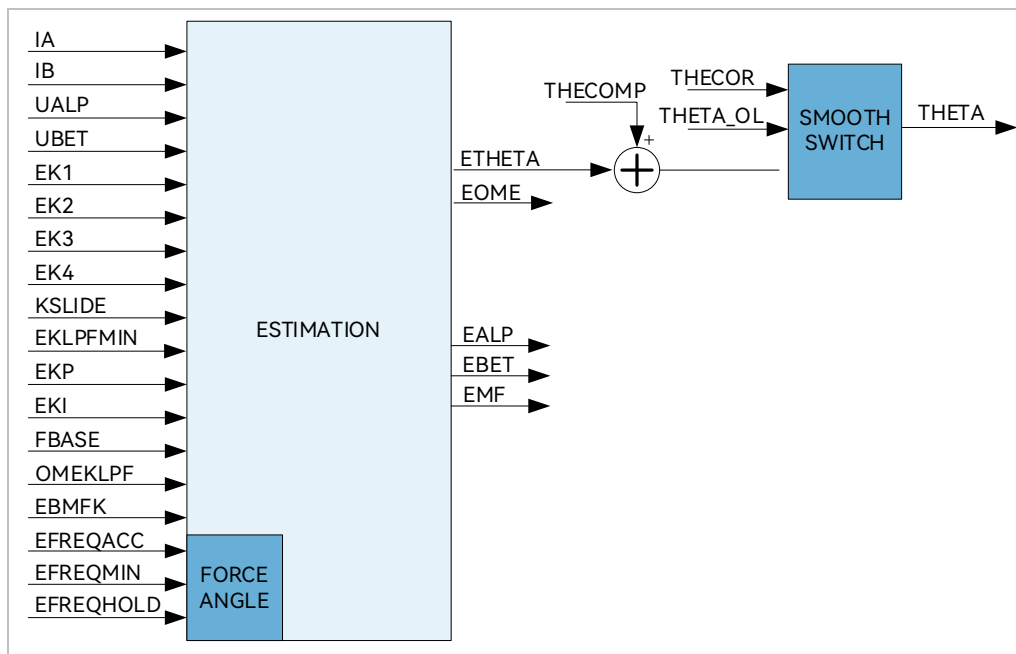 IA
IB
UALP
UBET
EK1
EK2
EK3
EK4
KSLIDE
EKLPFMIN
EKP
EKI
FBASE
OMEKLPF
EBMFK
EFREQACC
EFREQMIN
EFREQHOLD
FORCE
ANGLE
ESTIMATION
ETHETA
EOME
EALP
EBET
EMF
THECOMP
+
THECOR
THETA_OL
SMOOTH
SWITCH
THETA